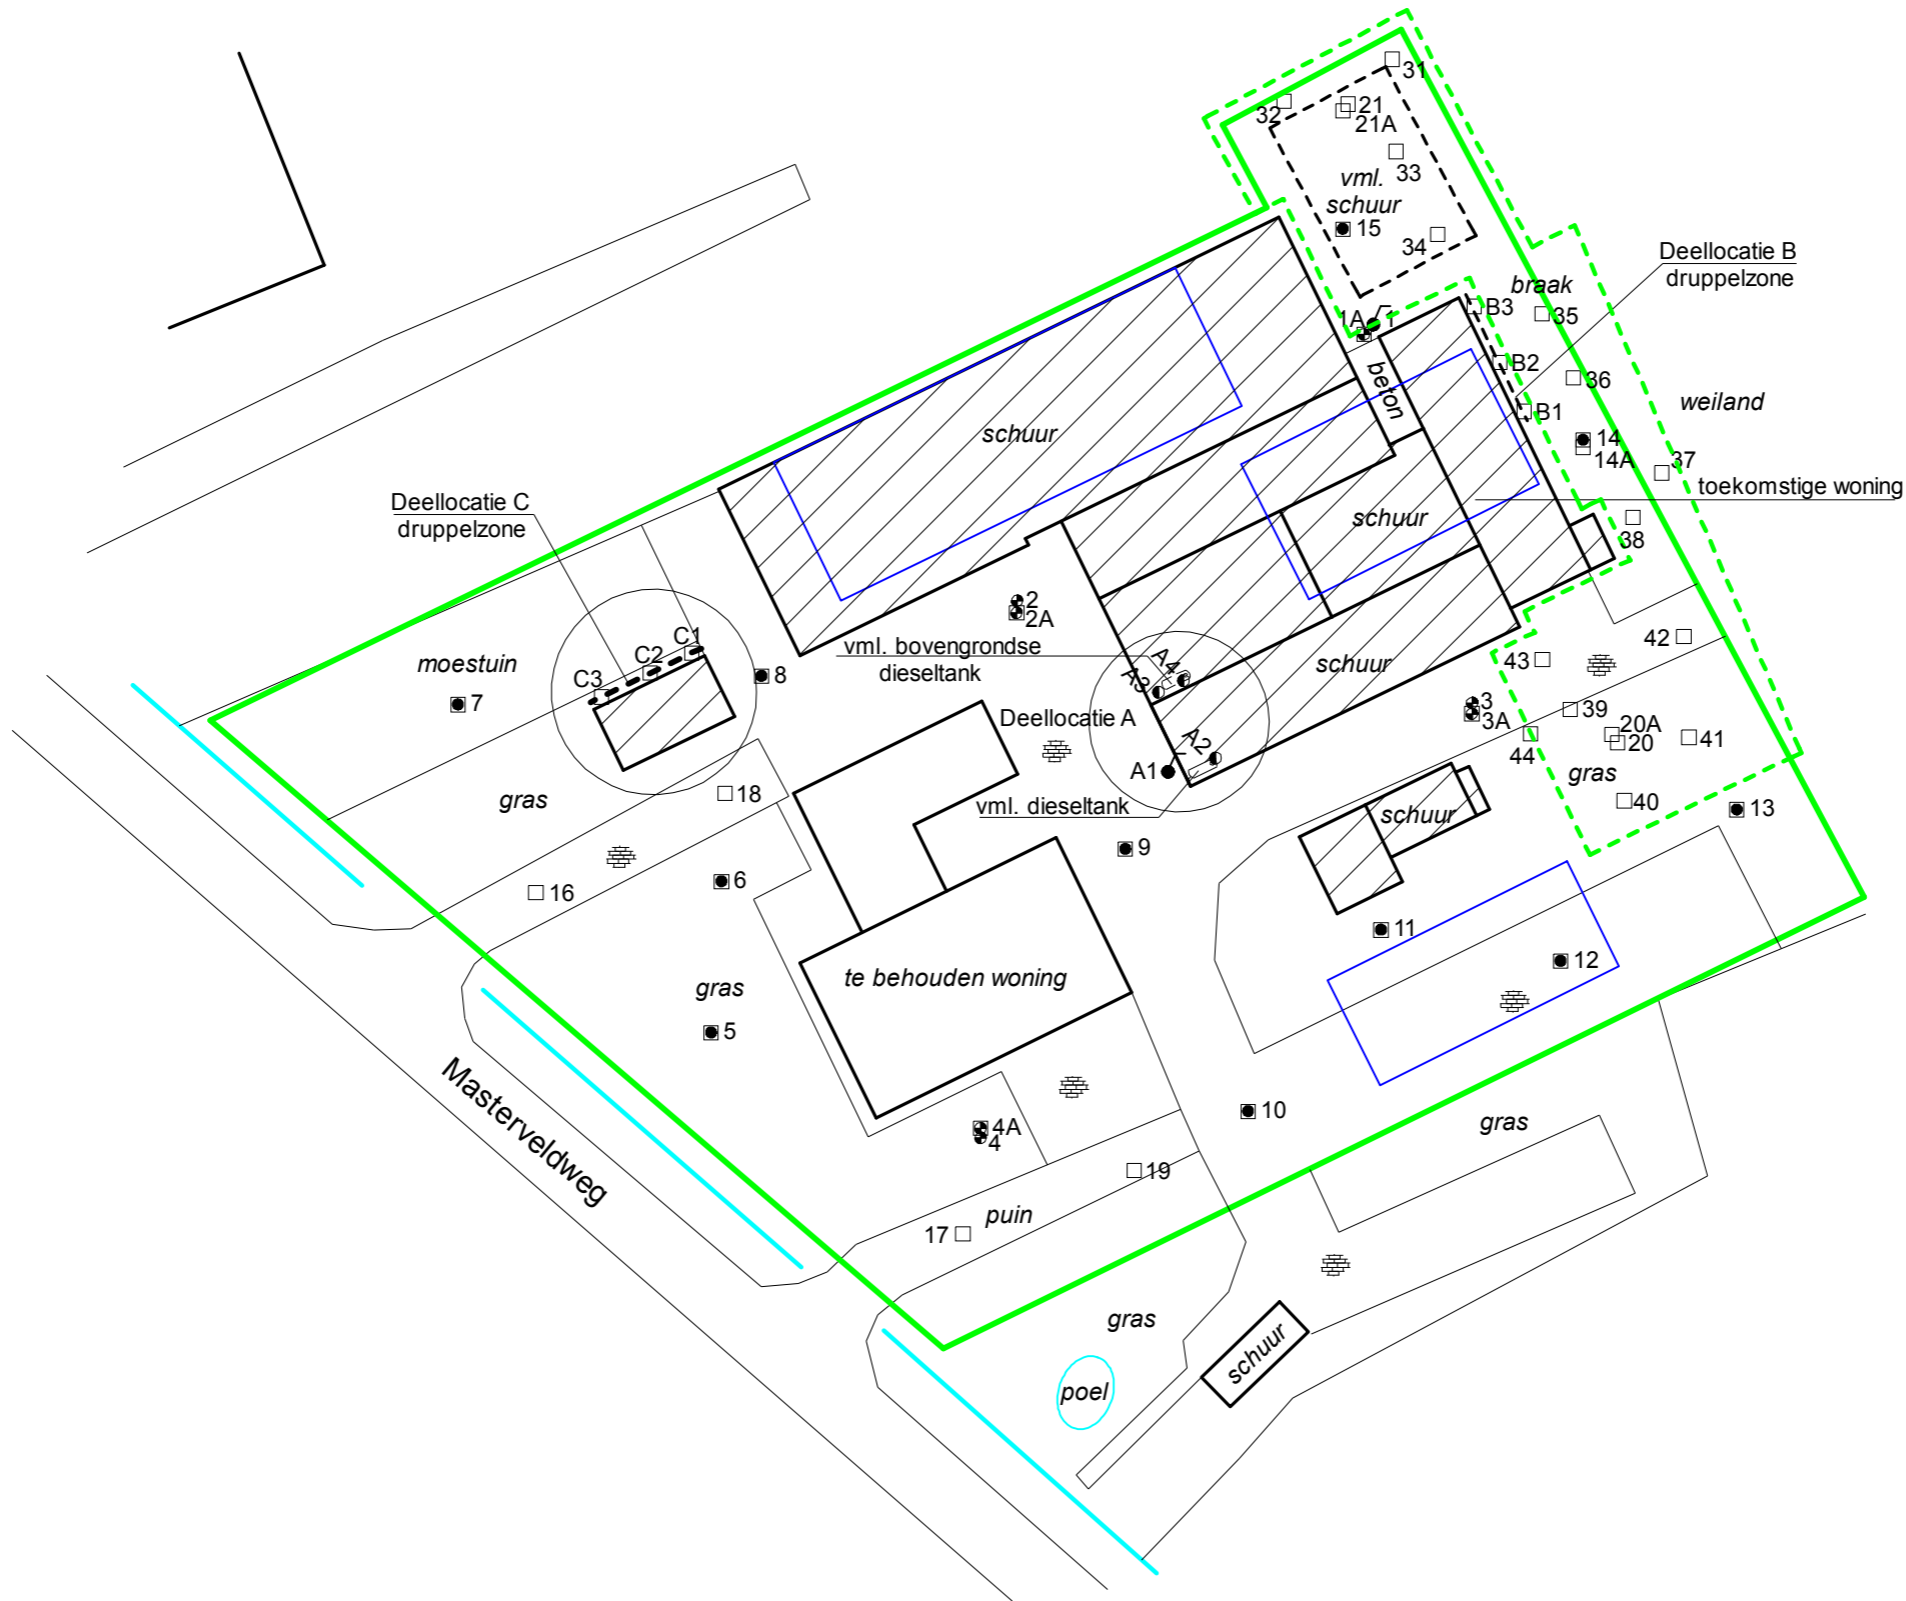 31
32
21
21A
33
vml.
schuur
15
34
Deellocatie B
druppelzone
braak
1A
1
B3
35
beton
B2
36
weiland
B1
schuur
14
14A
37
toekomstige woning
Deellocatie C
druppelzone
schuur
38
2
2A
vml. bovengrondse
dieseltank
C1
C2
C3
moestuin
7
8
A4
A3
schuur
42
43
3
3A
39
44
20A
20
41
Deellocatie A
A2
A1
gras
40
13
vml. dieseltank
schuur
gras
18
9
6
16
11
12
te behouden woning
gras
5
Masterveldweg
4A
4
10
gras
19
17
puin
gras
schuur
poel